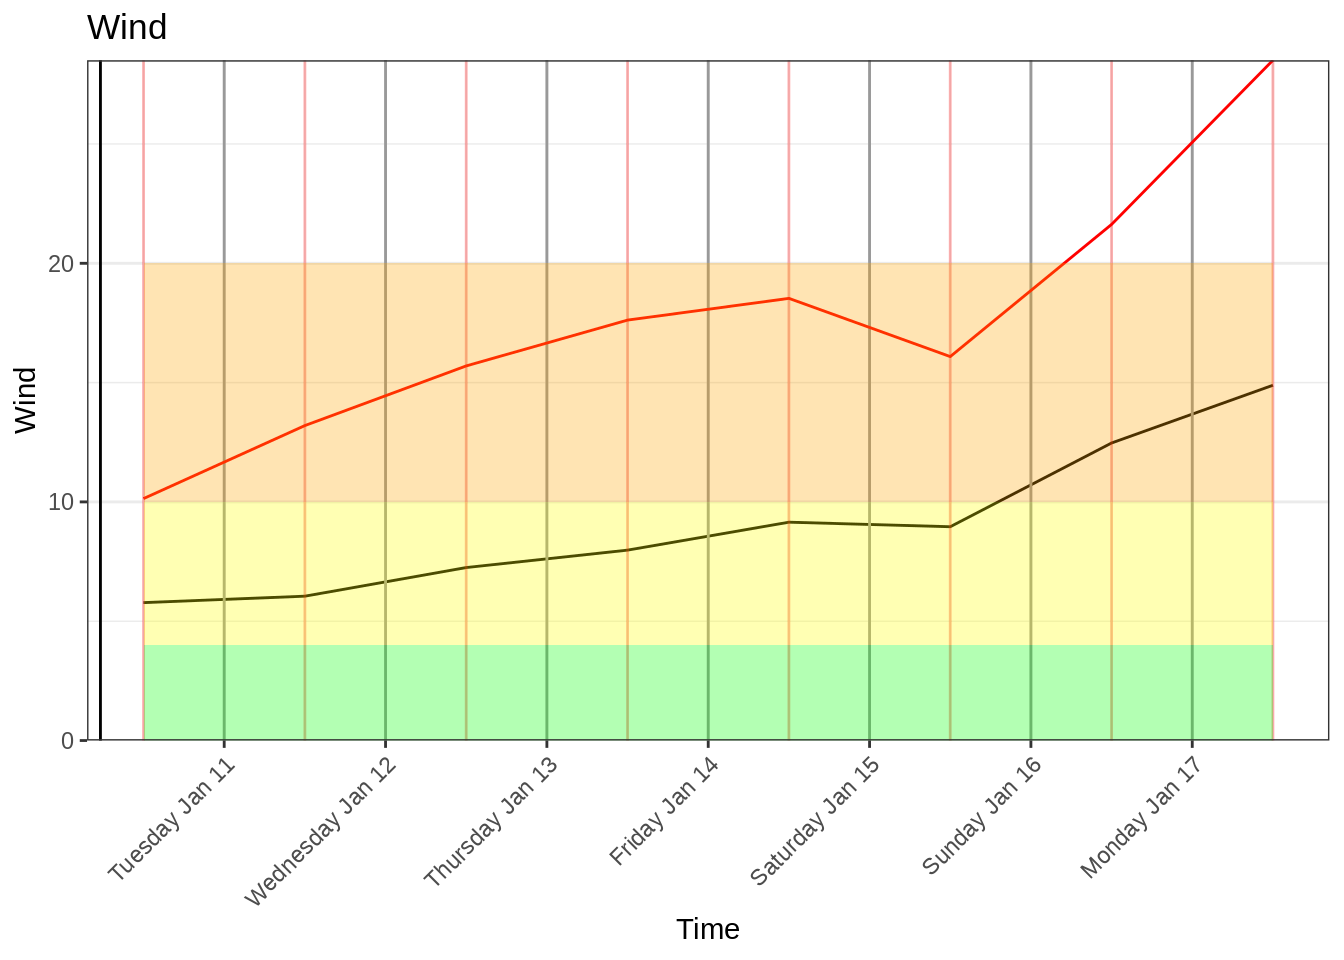 Wind
Wind
20
10
0
Tuesday Jan 11
Wednesday Jan 12
Thursday Jan 13
Friday Jan 14
Saturday Jan 15
Sunday Jan 16
Monday Jan 17
Time